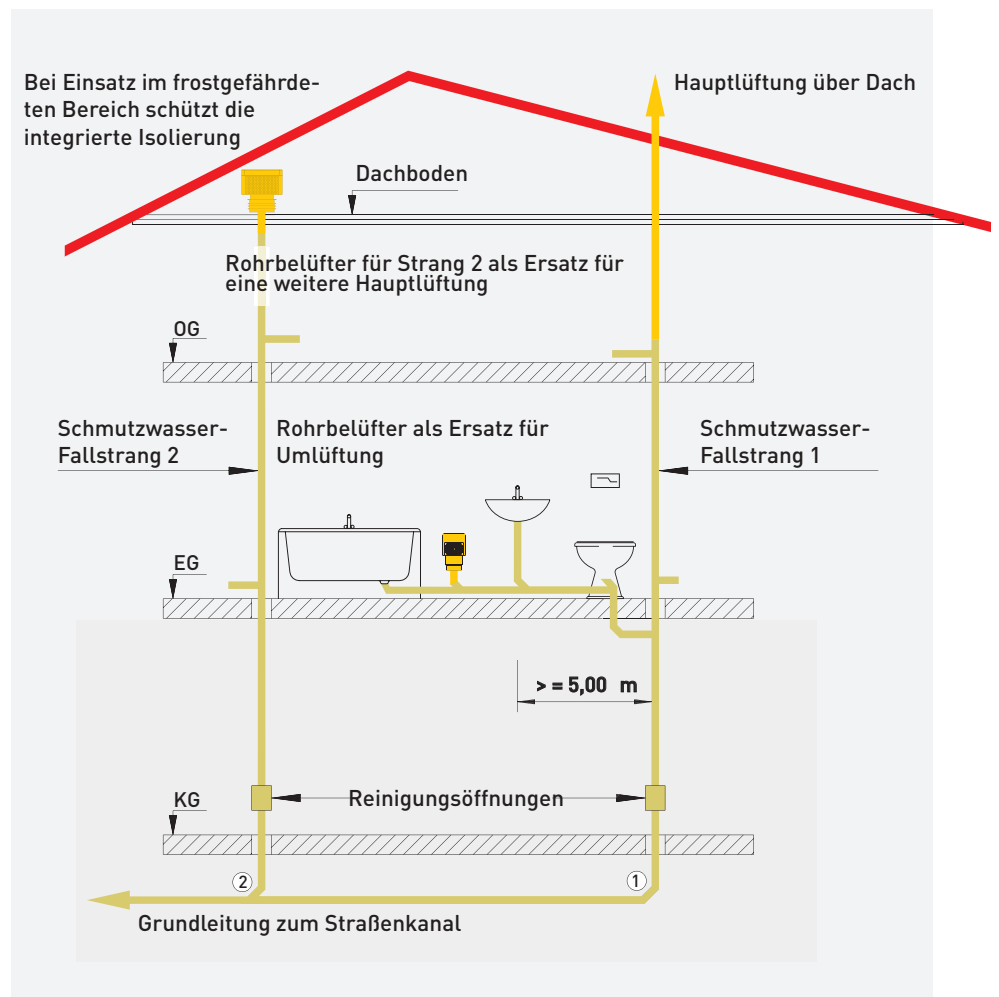 Bei Einsatz im frostgefährde-
ten Bereich schützt die
integrierte Isolierung
Hauptlüftung über Dach
Dachboden
Rohrbelüfter für Strang 2 als Ersatz für
eine weitere Hauptlüftung
OG
Schmutzwasser-
Fallstrang 2
Rohrbelüfter als Ersatz für
Umlüftung
Schmutzwasser-
Fallstrang 1
EG
> = 5,00 m
KG
Reinigungsöffnungen
2
1
Grundleitung zum Straßenkanal